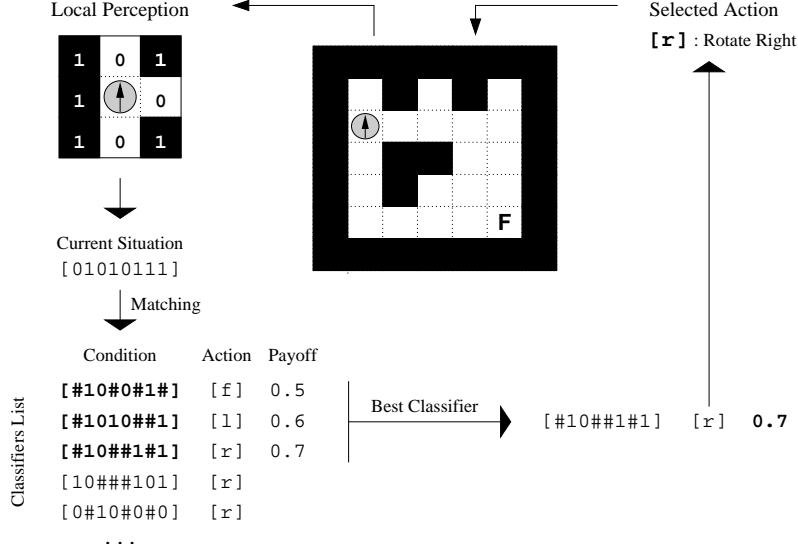 Local Perception
Selected Action
[r] : Rotate Right
1 0 1
1 0
1 0 1
F
Current Situation
[01010111]
Matching
Condition Action Payoff
[#10#0#1#] [f] 0.5
[#1010##1] [l] 0.6
[#10##1#1] [r] 0.7
[10###101] [r]
[0#10#0#0] [r]
...
Classifiers List
Best Classifier
[#10##1#1] [r] 0.7